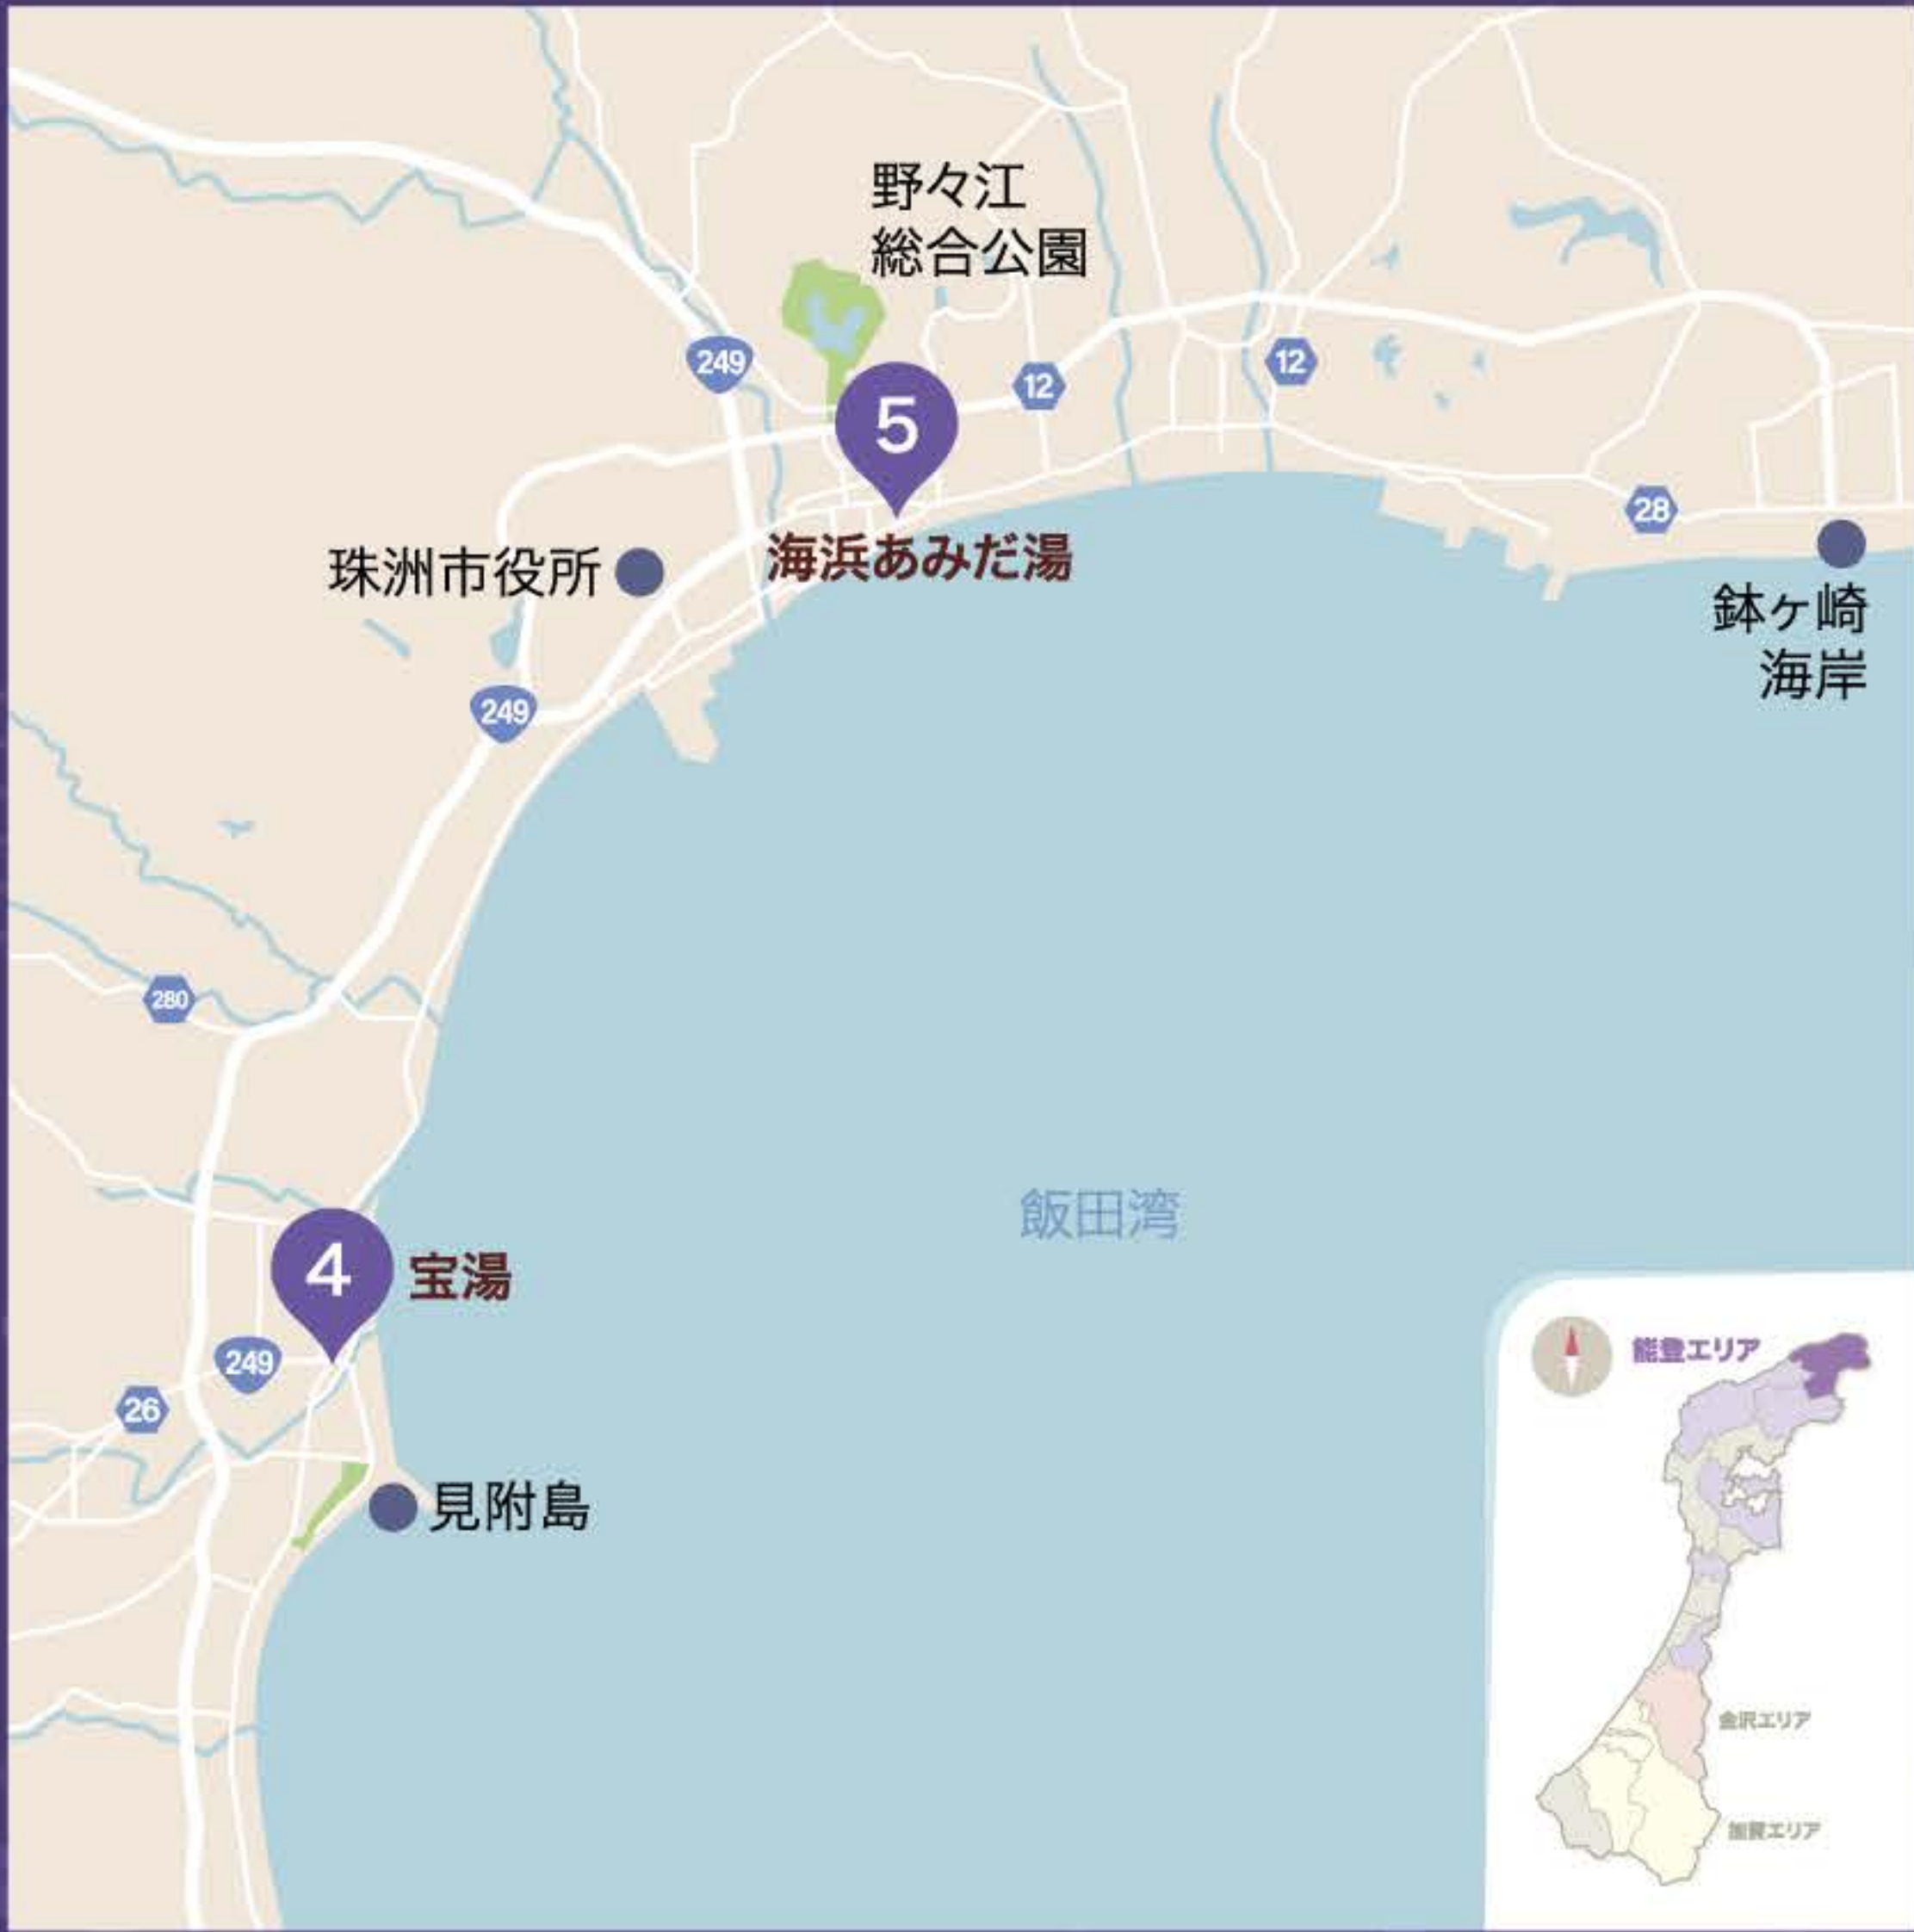 野々江
総合公園
249
12
12
5
28
珠洲市役所
海浜あみだ湯
鉢ヶ崎
海岸
249
280
飯田湾
4
宝湯
249
26
見附島
能登エリア
金沢エリア
加賀エリア